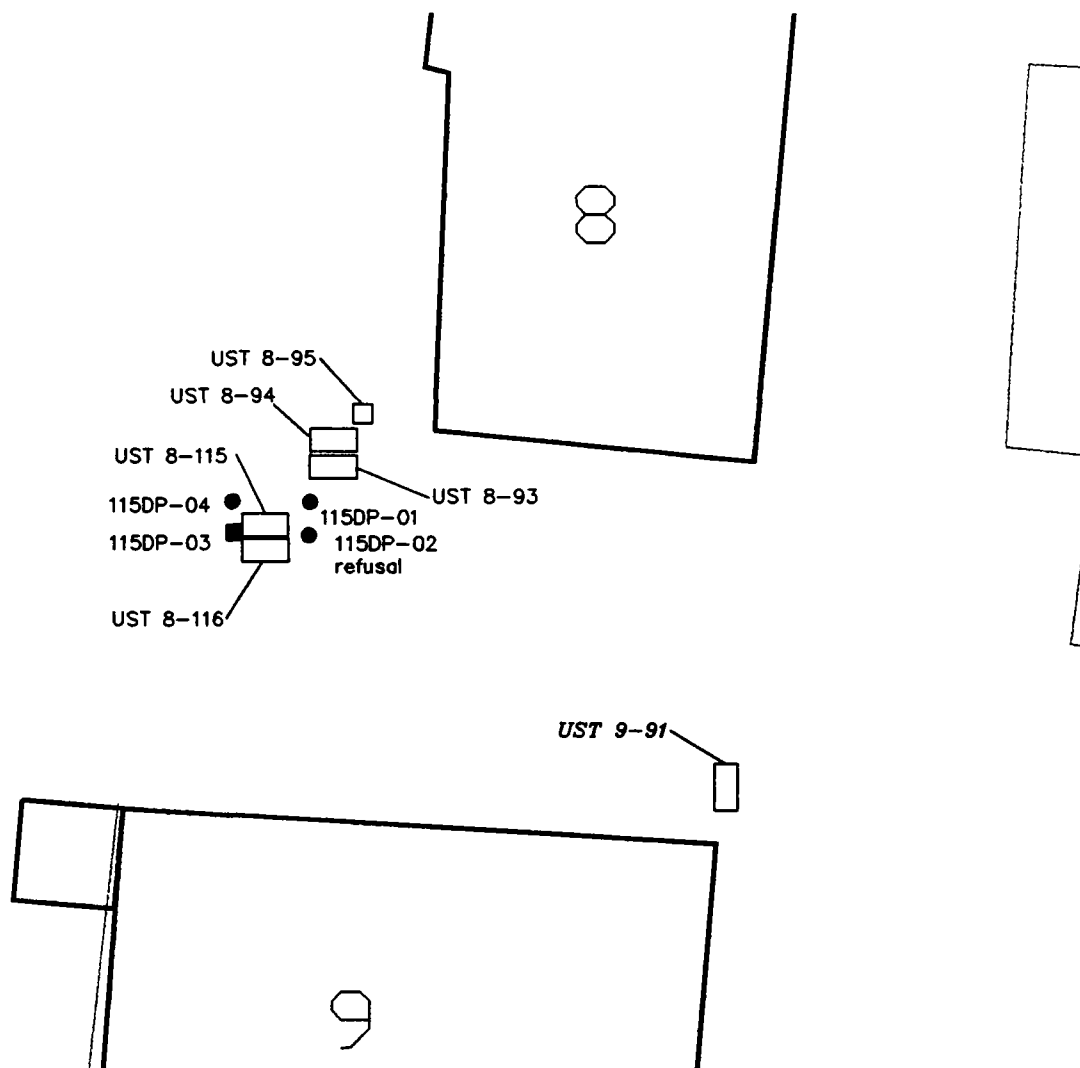 8
UST 8-95
UST 8-94
UST 8-115
UST 8-93
115DP-04
115DP-01
115DP-03
115DP-02
refusal
UST 8-116
UST 9-91
9